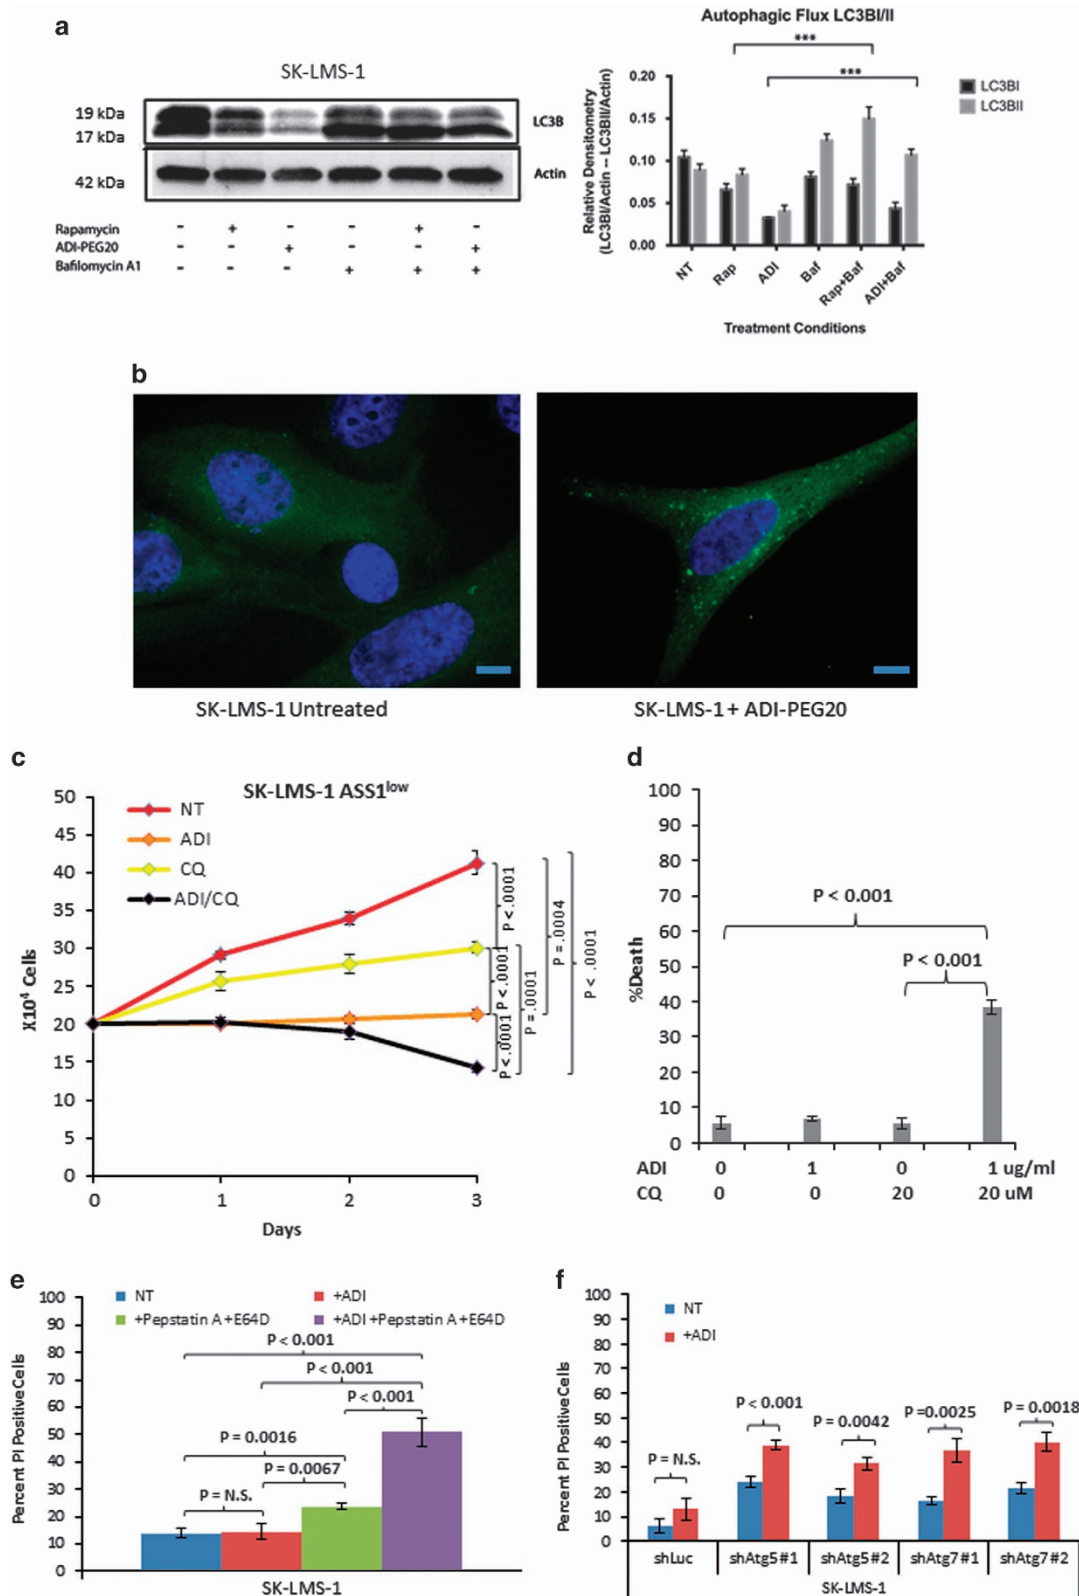 a
SK-LMS-1
19 kDa
17 kDa
LC3B
42 kDa
Actin
Rapamycin - + - - + -
ADI-PEG20 - - + - - +
Bafilomycin A1 - - - + + +
Autophagic Flux LC3BI/II
***
***
LC3BI
LC3BII
Relative Densitometry
(LC3BI/Actin -- LC3BII/Actin)
0.20
0.15
0.10
0.05
0.00
NT Rap ADI Baf Rap+Baf ADI+Baf
Treatment Conditions
b
SK-LMS-1 Untreated
SK-LMS-1 + ADI-PEG20
c
SK-LMS-1 ASS1low
NT
ADI
CQ
ADI/CQ
X10⁴ Cells
50
45
40
35
30
25
20
15
10
5
0
0 1 2 3
Days
P < .0001
P < .0001
P < .0001
P = .0001
P = .0004
P < .0001
d
%Death
100
90
80
70
60
50
40
30
20
10
0
P < 0.001
P < 0.001
ADI 0 1 0 1 ug/ml
CQ 0 0 20 20 uM
e
NT
+ADI
+Pepstatin A +E64D
+ADI +Pepstatin A +E64D
Percent PI Positive Cells
100
90
80
70
60
50
40
30
20
10
0
P < 0.001
P < 0.001
P < 0.001
P = 0.0016
P = 0.0067
P = N.S.
SK-LMS-1
f
NT
+ADI
Percent PI Positive Cells
100
90
80
70
60
50
40
30
20
10
0
P = N.S.
P < 0.001
P = 0.0042
P =0.0025
P = 0.0018
shLuc shAtg5#1 shAtg5#2 shAtg7#1 shAtg7#2
SK-LMS-1